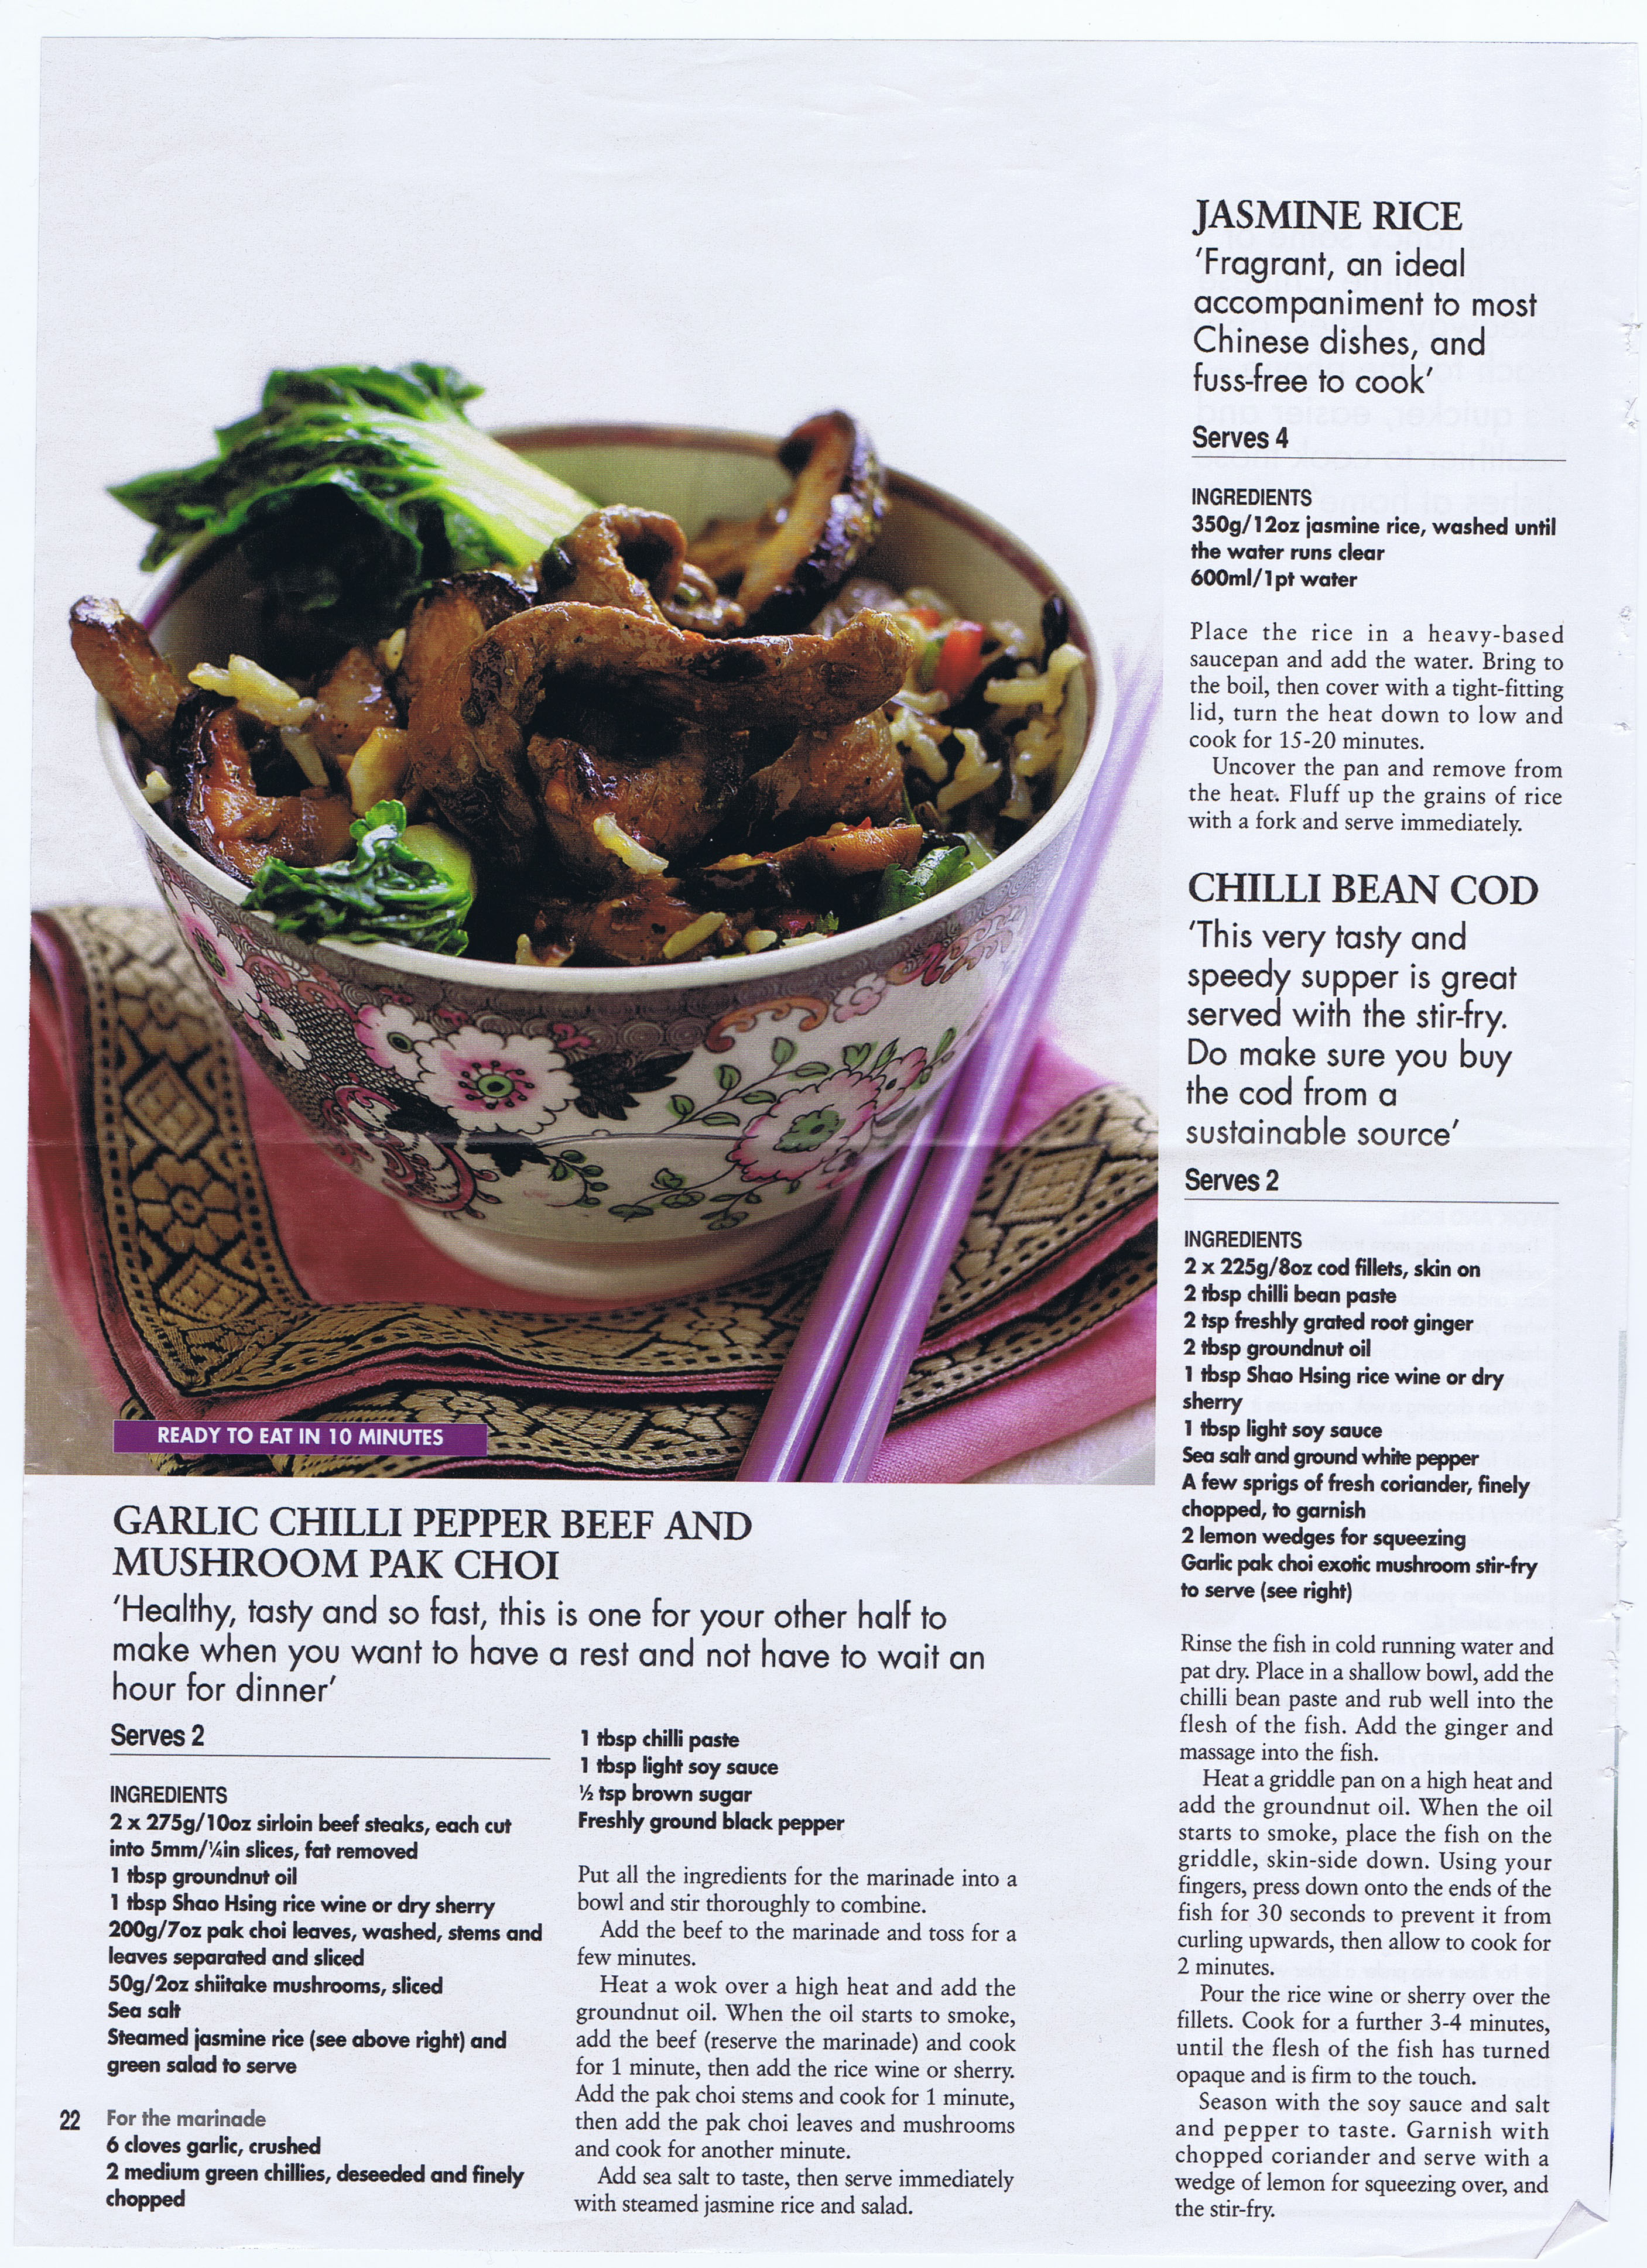 READY TO EAT IN 10 MINUTES
GARLIC CHILLI PEPPER BEEF AND
MUSHROOM PAK CHOI
‘Healthy, tasty and so fast, this is one for your other half to
make when you want to have a rest and not have to wait an
hour for dinner’
Serves 2
INGREDIENTS
2 x 275g/10oz sirloin beef steaks, each cut
into 5mm/¼in slices, fat removed
1 tbsp groundnut oil
1 tbsp Shao Hsing rice wine or dry sherry
200g/7oz pak choi leaves, washed, stems and
leaves separated and sliced
50g/2oz shiitake mushrooms, sliced
Sea salt
Steamed jasmine rice (see above right) and
green salad to serve
For the marinade
6 cloves garlic, crushed
2 medium green chillies, deseeded and finely
chopped
1 tbsp chilli paste
1 tbsp light soy sauce
½ tsp brown sugar
Freshly ground black pepper
Put all the ingredients for the marinade into a
bowl and stir thoroughly to combine.
Add the beef to the marinade and toss for a
few minutes.
Heat a wok over a high heat and add the
groundnut oil. When the oil starts to smoke,
add the beef (reserve the marinade) and cook
for 1 minute, then add the rice wine or sherry.
Add the pak choi stems and cook for 1 minute,
then add the pak choi leaves and mushrooms
and cook for another minute.
Add sea salt to taste, then serve immediately
with steamed jasmine rice and salad.
22
JASMINE RICE
‘Fragrant, an ideal
accompaniment to most
Chinese dishes, and
fuss-free to cook’
Serves 4
INGREDIENTS
350g/12oz jasmine rice, washed until
the water runs clear
600ml/1pt water
Place the rice in a heavy-based
saucepan and add the water. Bring to
the boil, then cover with a tight-fitting
lid, turn the heat down to low and
cook for 15-20 minutes.
Uncover the pan and remove from
the heat. Fluff up the grains of rice
with a fork and serve immediately.
CHILLI BEAN COD
‘This very tasty and
speedy supper is great
served with the stir-fry.
Do make sure you buy
the cod from a
sustainable source’
Serves 2
INGREDIENTS
2 x 225g/8oz cod fillets, skin on
2 tbsp chilli bean paste
2 tsp freshly grated root ginger
2 tbsp groundnut oil
1 tbsp Shao Hsing rice wine or dry
sherry
1 tbsp light soy sauce
Sea salt and ground white pepper
A few sprigs of fresh coriander, finely
chopped, to garnish
2 lemon wedges for squeezing
Garlic pak choi exotic mushroom stir-fry
to serve (see right)
Rinse the fish in cold running water and
pat dry. Place in a shallow bowl, add the
chilli bean paste and rub well into the
flesh of the fish. Add the ginger and
massage into the fish.
Heat a griddle pan on a high heat and
add the groundnut oil. When the oil
starts to smoke, place the fish on the
griddle, skin-side down. Using your
fingers, press down onto the ends of the
fish for 30 seconds to prevent it from
curling upwards, then allow to cook for
2 minutes.
Pour the rice wine or sherry over the
fillets. Cook for a further 3-4 minutes,
until the flesh of the fish has turned
opaque and is firm to the touch.
Season with the soy sauce and salt
and pepper to taste. Garnish with
chopped coriander and serve with a
wedge of lemon for squeezing over, and
the stir-fry.